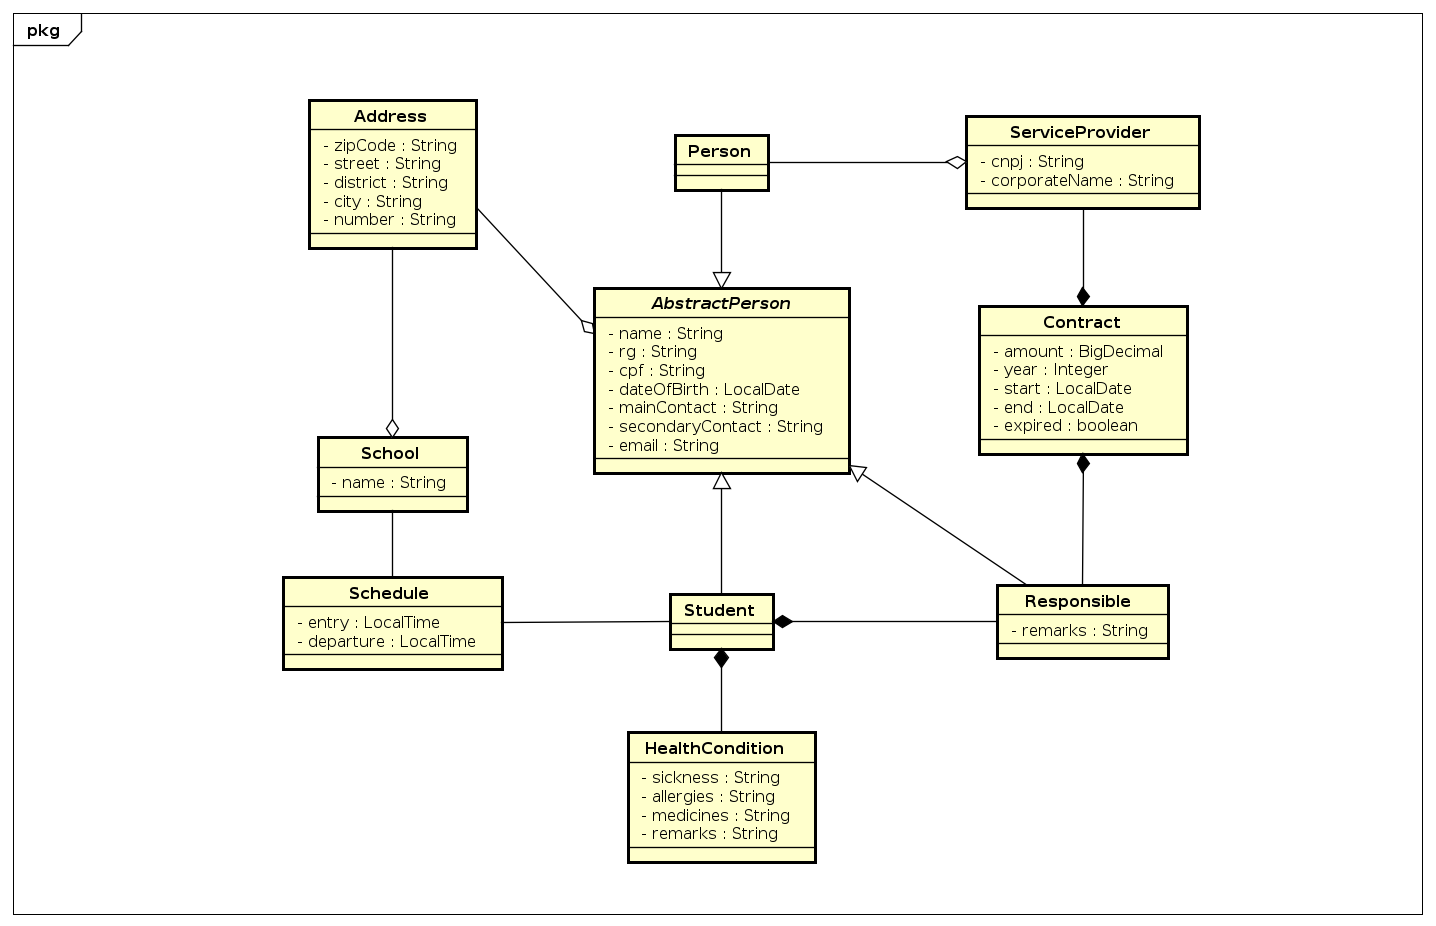 pkg
Address
- zipCode : String
- street : String
- district : String
- city : String
- number : String
Person
ServiceProvider
- cnpj : String
- corporateName : String
AbstractPerson
- name : String
- rg : String
- cpf : String
- dateOfBirth : LocalDate
- mainContact : String
- secondaryContact : String
- email : String
Contract
- amount : BigDecimal
- year : Integer
- start : LocalDate
- end : LocalDate
- expired : boolean
School
- name : String
Schedule
- entry : LocalTime
- departure : LocalTime
Student
Responsible
- remarks : String
HealthCondition
- sickness : String
- allergies : String
- medicines : String
- remarks : String